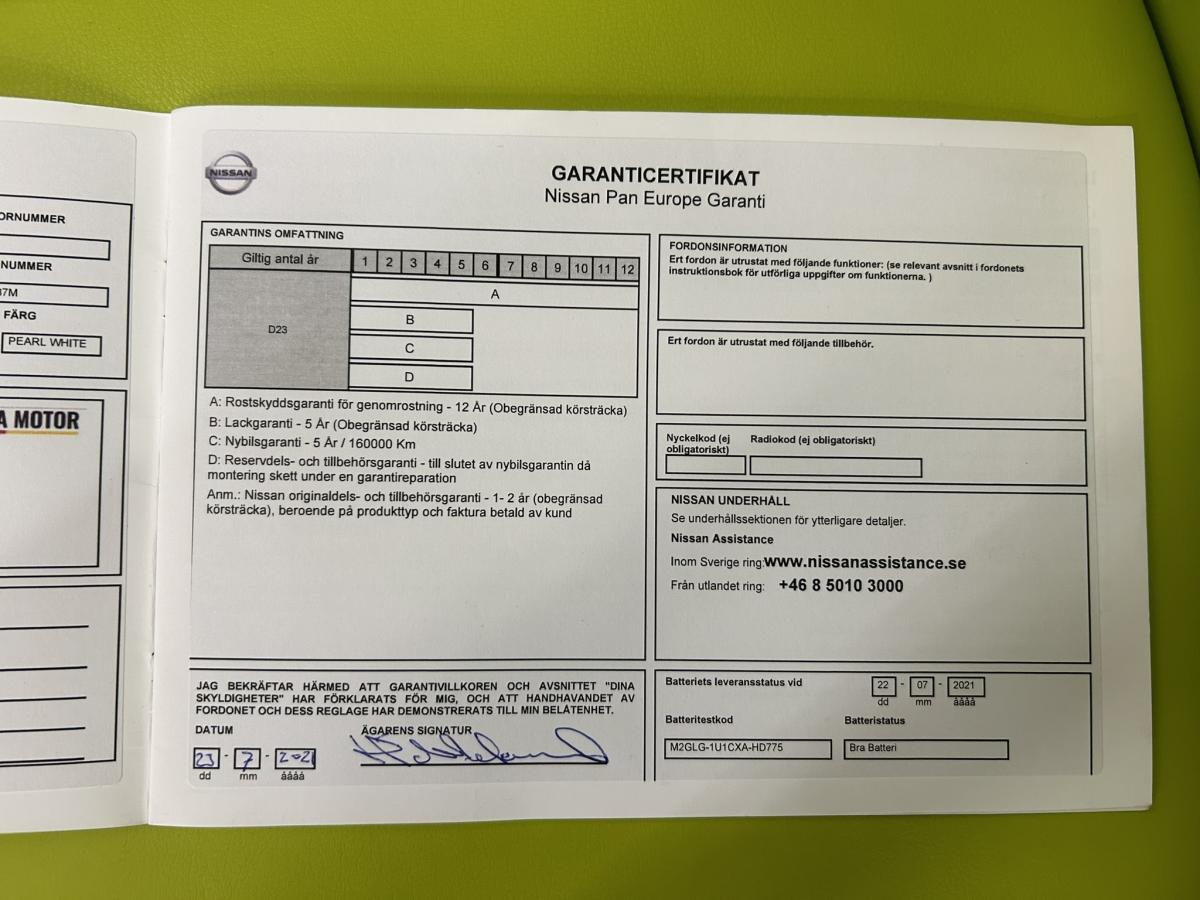 ORNUMMER
NUMMER
37M
FÄRG
PEARL WHITE
A MOTOR
NISSAN
GARANTICERTIFIKAT
Nissan Pan Europe Garanti
GARANTINS OMFATTNING
Giltig antal år 1 2 3 4 5 6 7 8 9 10 11 12
A
B
D23
C
D
A: Rostskyddsgaranti för genomrostning - 12 År (Obegränsad körsträcka)
B: Lackgaranti - 5 År (Obegränsad körsträcka)
C: Nybilsgaranti - 5 År / 160000 Km
D: Reservdels- och tillbehörsgaranti - till slutet av nybilsgarantin då
montering skett under en garantireparation
Anm.: Nissan originaldels- och tillbehörsgaranti - 1- 2 år (obegränsad
körsträcka), beroende på produkttyp och faktura betald av kund
JAG BEKRÄFTAR HÄRMED ATT GARANTIVILLKOREN OCH AVSNITTET "DINA
SKYLDIGHETER" HAR FÖRKLARATS FÖR MIG, OCH ATT HANDHAVANDET AV
FORDONET OCH DESS REGLAGE HAR DEMONSTRERATS TILL MIN BELÅTENHET.
DATUM ÄGARENS SIGNATUR
23 - 7 - 2021
dd mm åååå
FORDONSINFORMATION
Ert fordon är utrustat med följande funktioner: (se relevant avsnitt i fordonets
instruktionsbok för utförliga uppgifter om funktionerna. )
Ert fordon är utrustat med följande tillbehör.
Nyckelkod (ej Radiokod (ej obligatoriskt)
obligatoriskt)
NISSAN UNDERHÅLL
Se underhållssektionen för ytterligare detaljer.
Nissan Assistance
Inom Sverige ring:www.nissanassistance.se
Från utlandet ring: +46 8 5010 3000
Batteriets leveransstatus vid 22 - 07 - 2021
dd mm åååå
Batteritestkod Batteristatus
M2GLG-1U1CXA-HD775 Bra Batteri